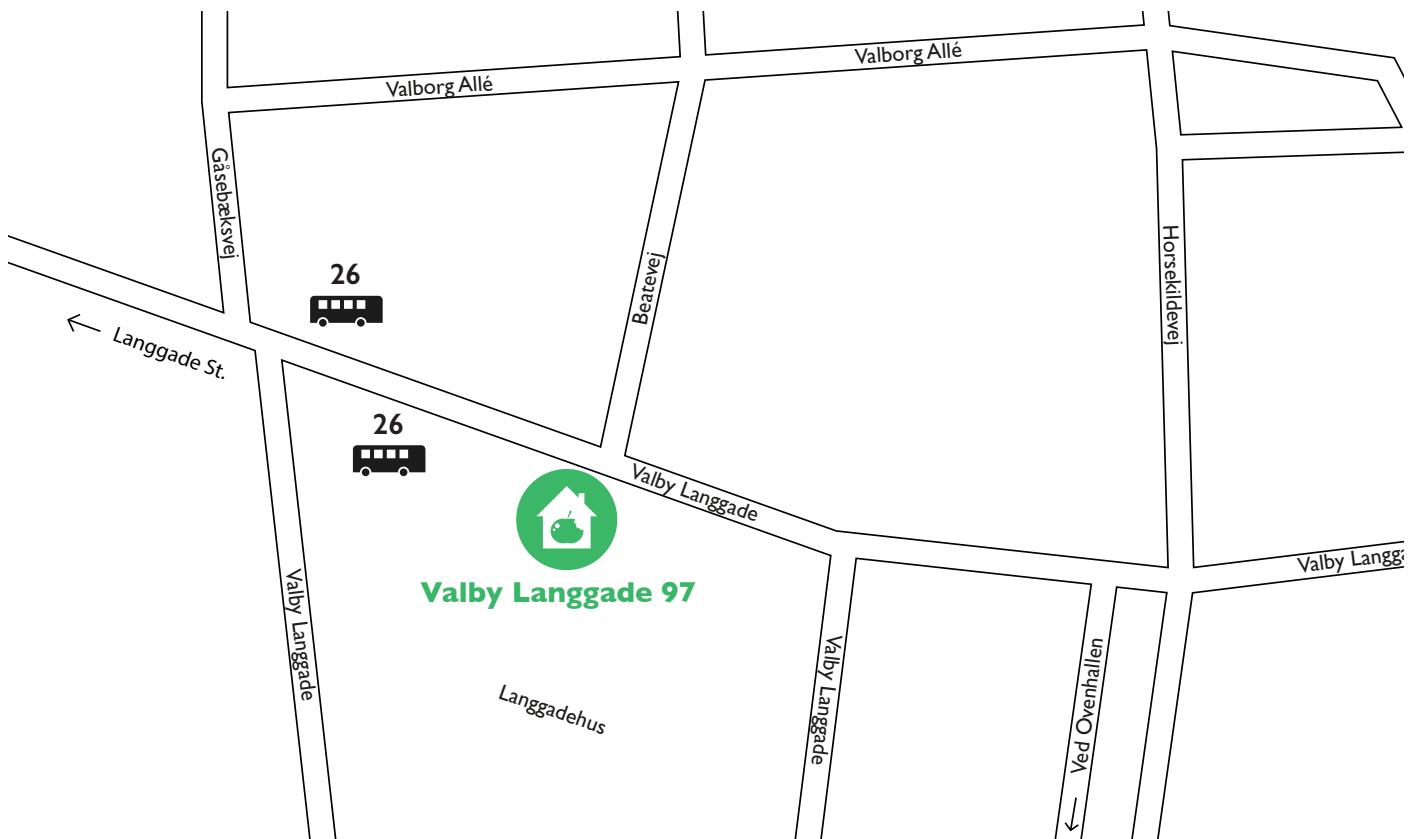 Valborg Allé
Valborg Allé
Gåsebæksvej
Beatevej
Horsekildevej
26
Langgade St.
26
Valby Langgade
Valby Langga
Valby Langgade 97
Valby Langgade
Valby Langgade
Ved Ovenhallen
Langgadehus